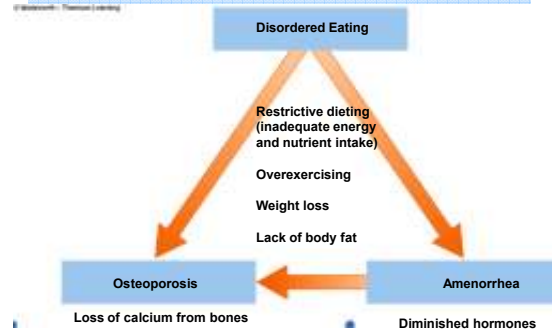 Disordered Eating
Restrictive dieting
(inadequate energy
and nutrient intake)
Overexercising
Weight loss
Lack of body fat
Osteoporosis
Amenorrhea
Loss of calcium from bones
Diminished hormones